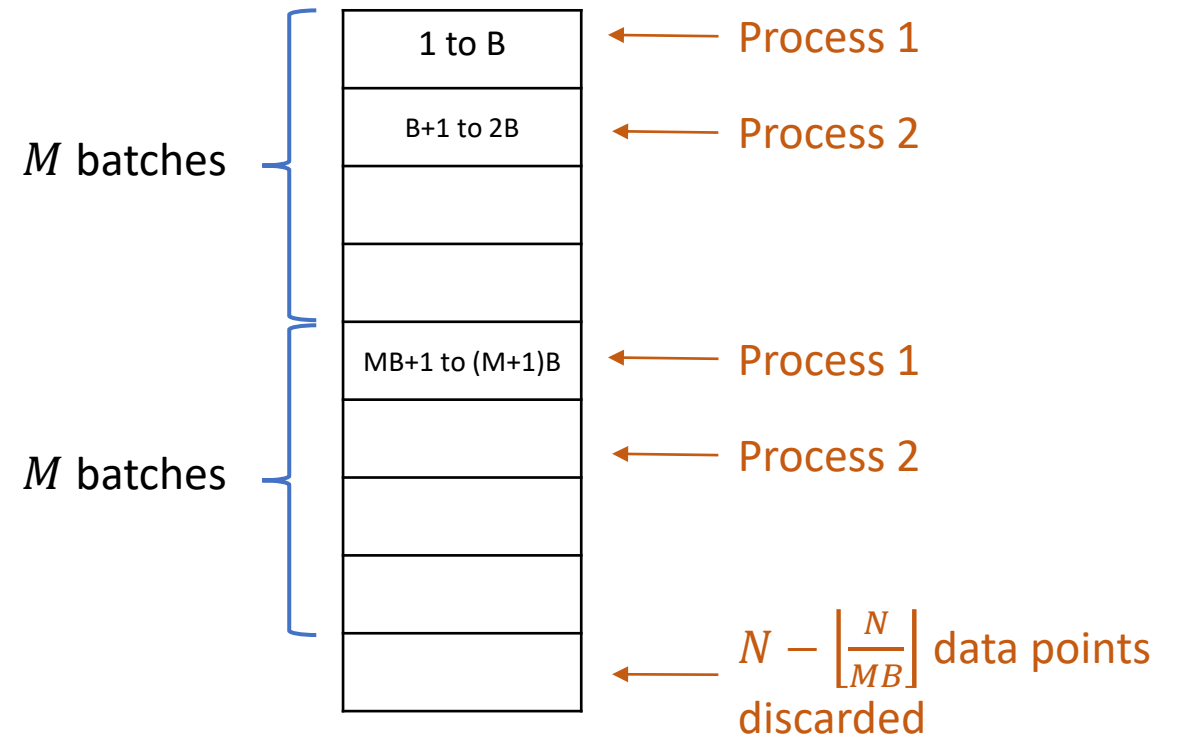 1 to B
Process 1
B+1 to 2B
Process 2
M batches
MB+1 to (M+1)B
Process 1
Process 2
M batches
N − ⌊N/MB⌋ data points
discarded